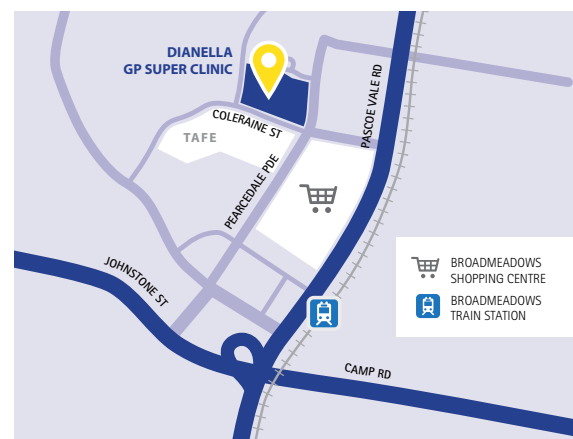 DIANELLA
GP SUPER CLINIC
PASCOE VALE RD
COLERAINE ST
TAFE
PEARCEDALE PDE
JOHNSTONE ST
BROADMEADOWS
SHOPPING CENTRE
BROADMEADOWS
TRAIN STATION
CAMP RD